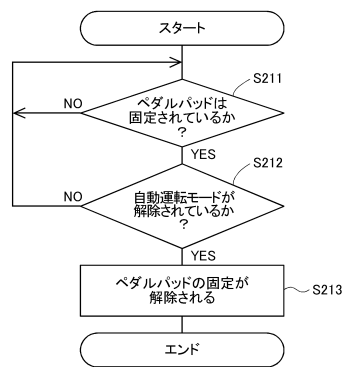 スタート
S211
ペダルパッドは
固定されているか
?
NO
YES
S212
自動運転モードが
解除されているか
?
NO
YES
ペダルパッドの固定が
解除される
S213
エンド